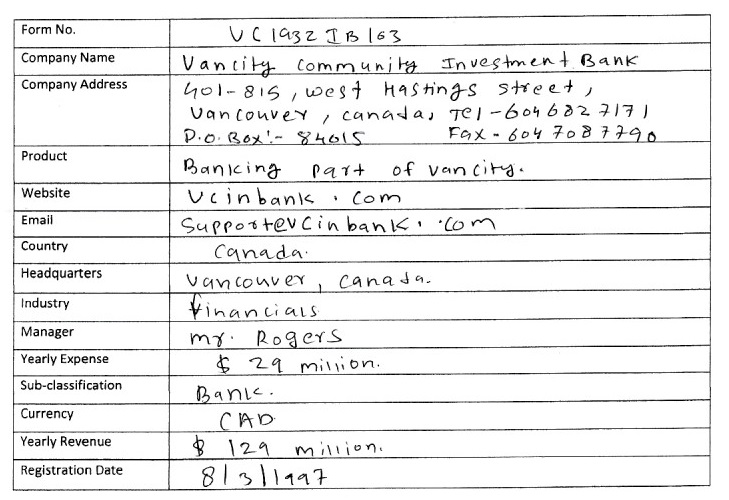 Form No. VC1932IB163
Company Name Vancity community Investment Bank
Company Address 401-815, west Hastings street,
Vancouver, canada, Tel-6046827171
P.O. Box:- 84015 Fax-6047087790
Product Banking part of vancity.
Website vcinbank.com
Email support@vcinbank.com
Country Canada.
Headquarters vancouver, canada.
Industry Financials
Manager mr. Rogers
Yearly Expense $ 29 million.
Sub-classification Bank.
Currency CAD
Yearly Revenue $ 129 million.
Registration Date 8/3/1997